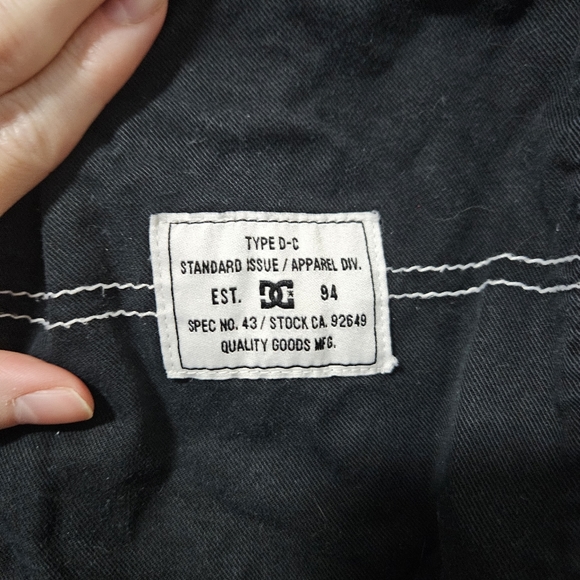 TYPE D-C
STANDARD ISSUE / APPAREL DIV.
EST. DC 94
SPEC NO. 43 / STOCK CA. 92649
QUALITY GOODS MFG.